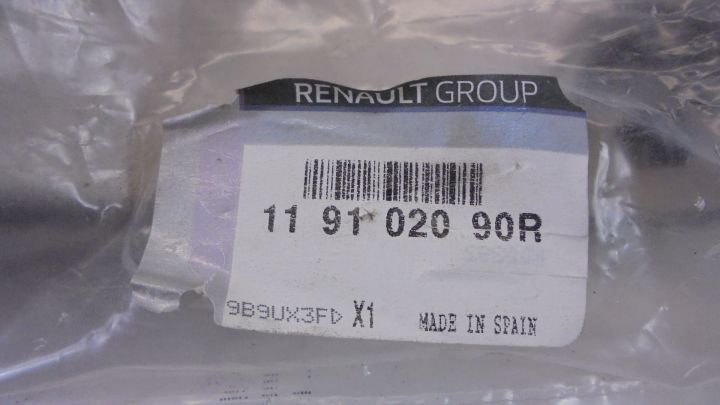 RENAULT GROUP
11 91 020 90R
9B9UX3FD X1 MADE IN SPAIN